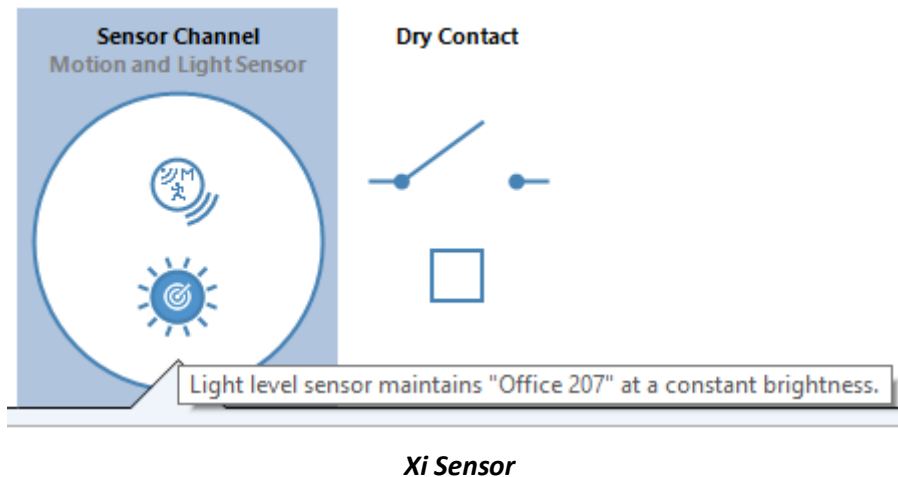 Sensor Channel
Motion and Light Sensor
Dry Contact
M
Light level sensor maintains "Office 207" at a constant brightness.
Xi Sensor